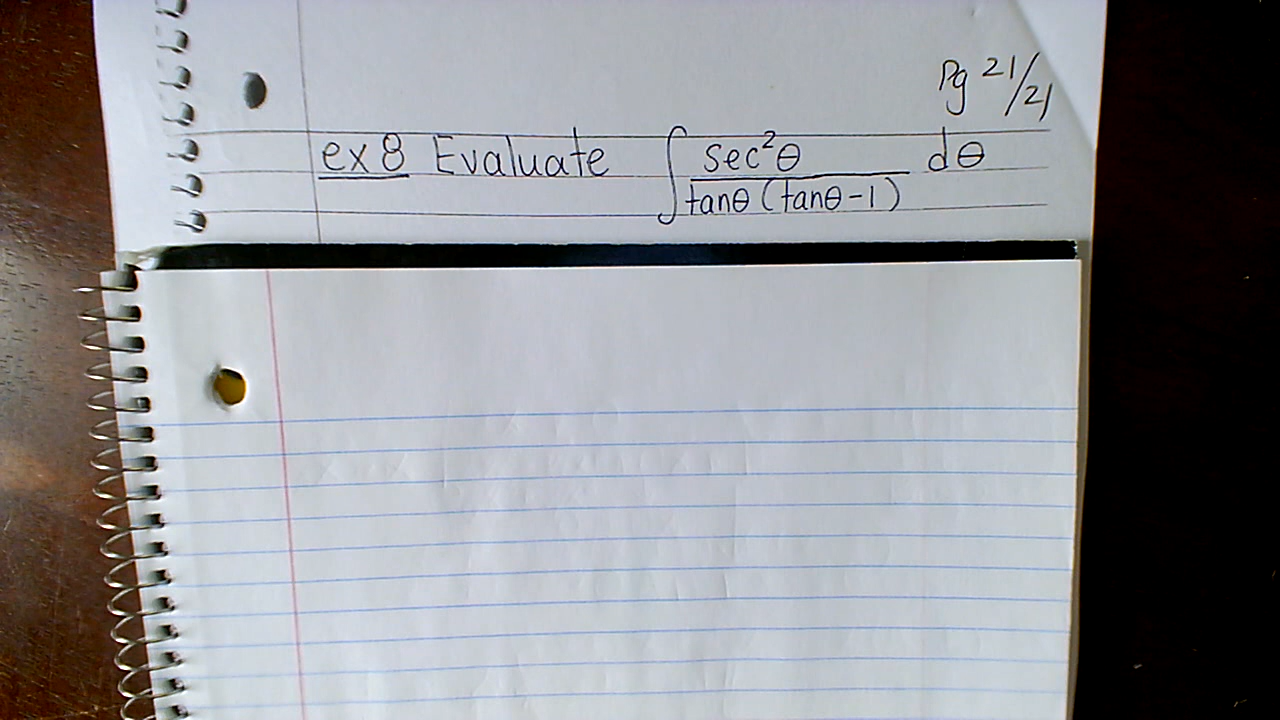 Pg 21/21
ex 8 Evaluate ∫ sec²θ / tanθ (tanθ - 1) dθ